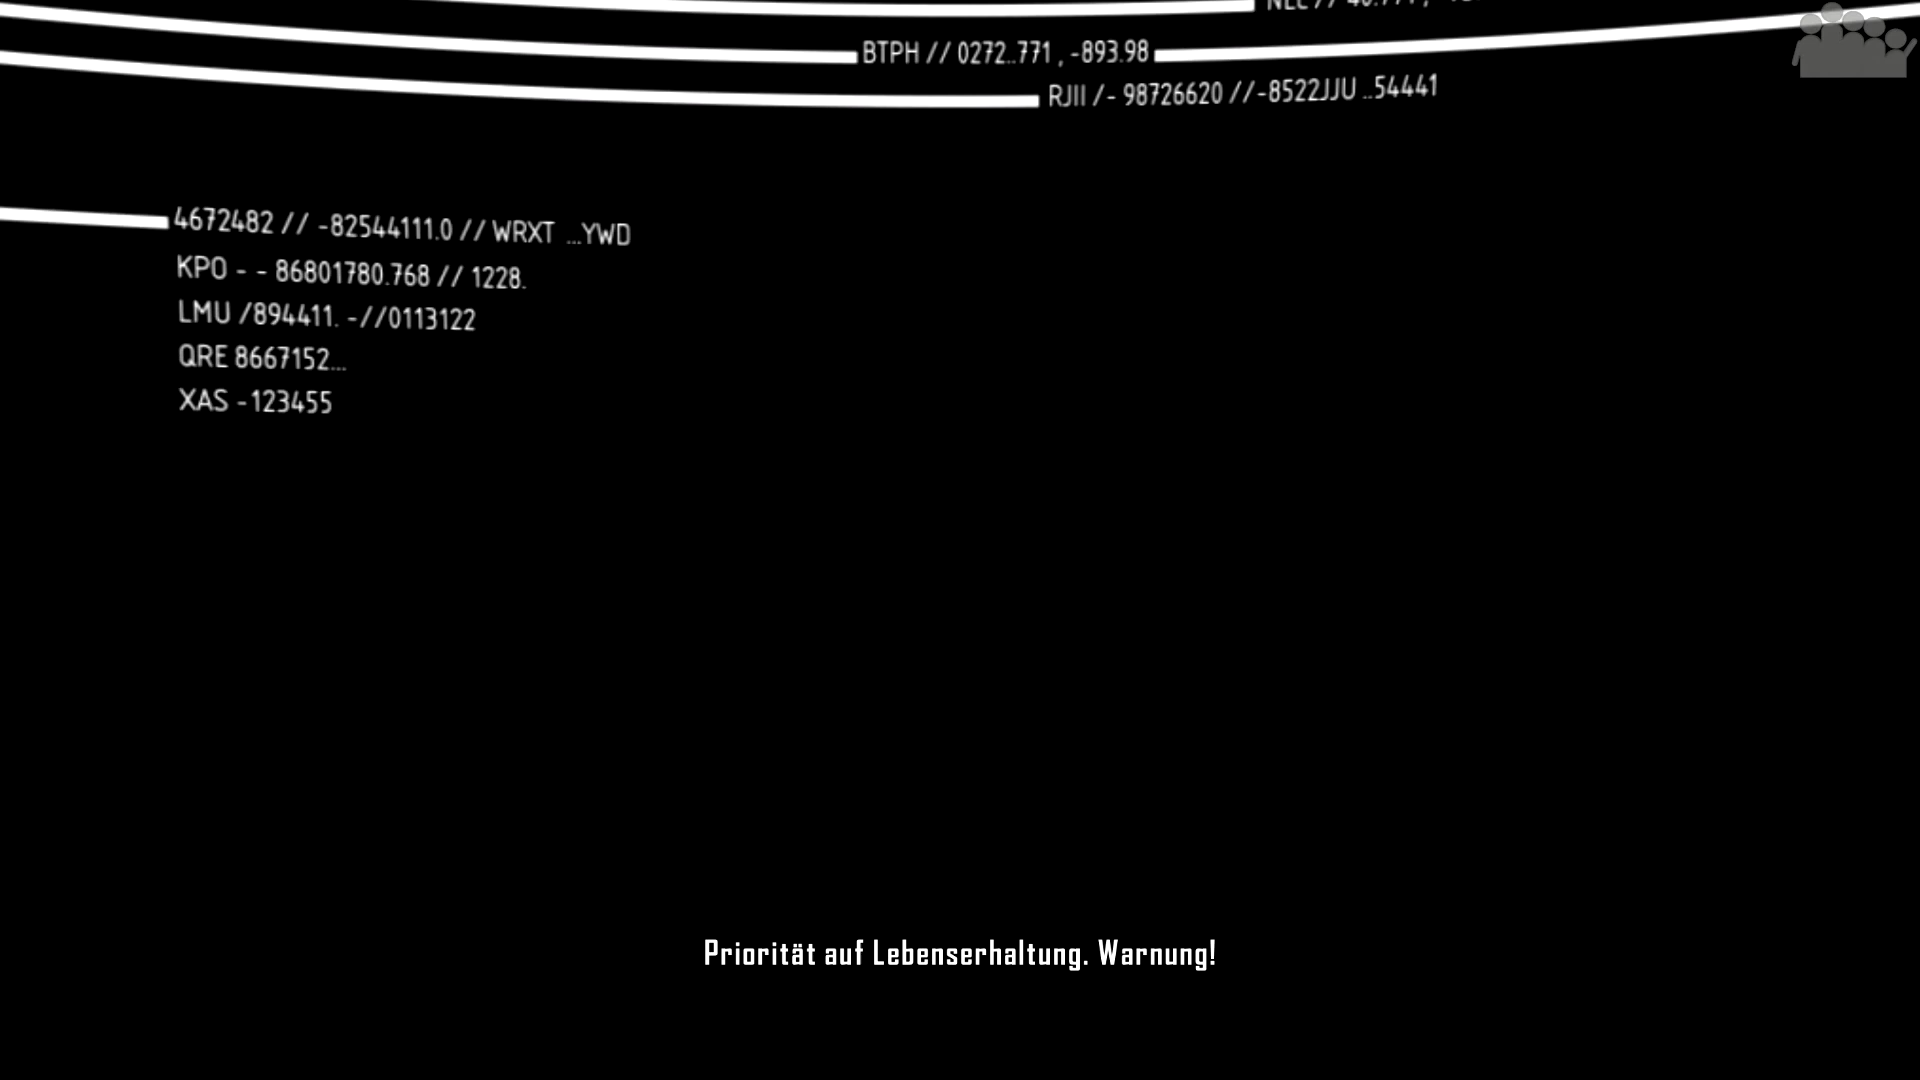 BTPH // 0272..771 , -893.98
RJII /- 98726620 //-8522JJU ..54441
4672482 // -82544111.0 // WRXT ...YWD
KPO - - 86801780.768 // 1228.
LMU /894411. -//0113122
QRE 8667152...
XAS -123455
Priorität auf Lebenserhaltung. Warnung!